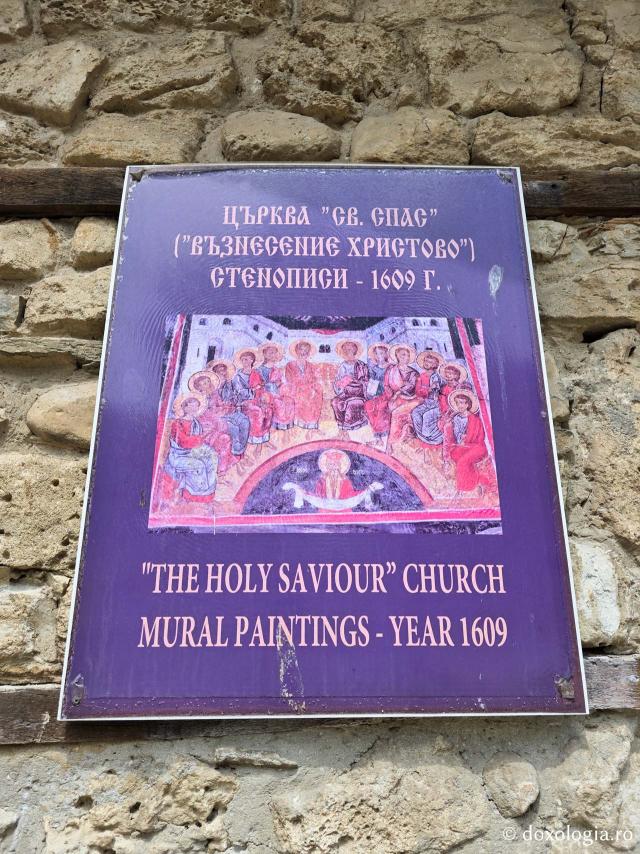 ЦЪРКВА "СВ. СПАС"
("ВЪЗНЕСЕНИЕ ХРИСТОВО")
СТЕНОПИСИ - 1609 Г.
"THE HOLY SAVIOUR” CHURCH
MURAL PAINTINGS - YEAR 1609
© doxologia.ro